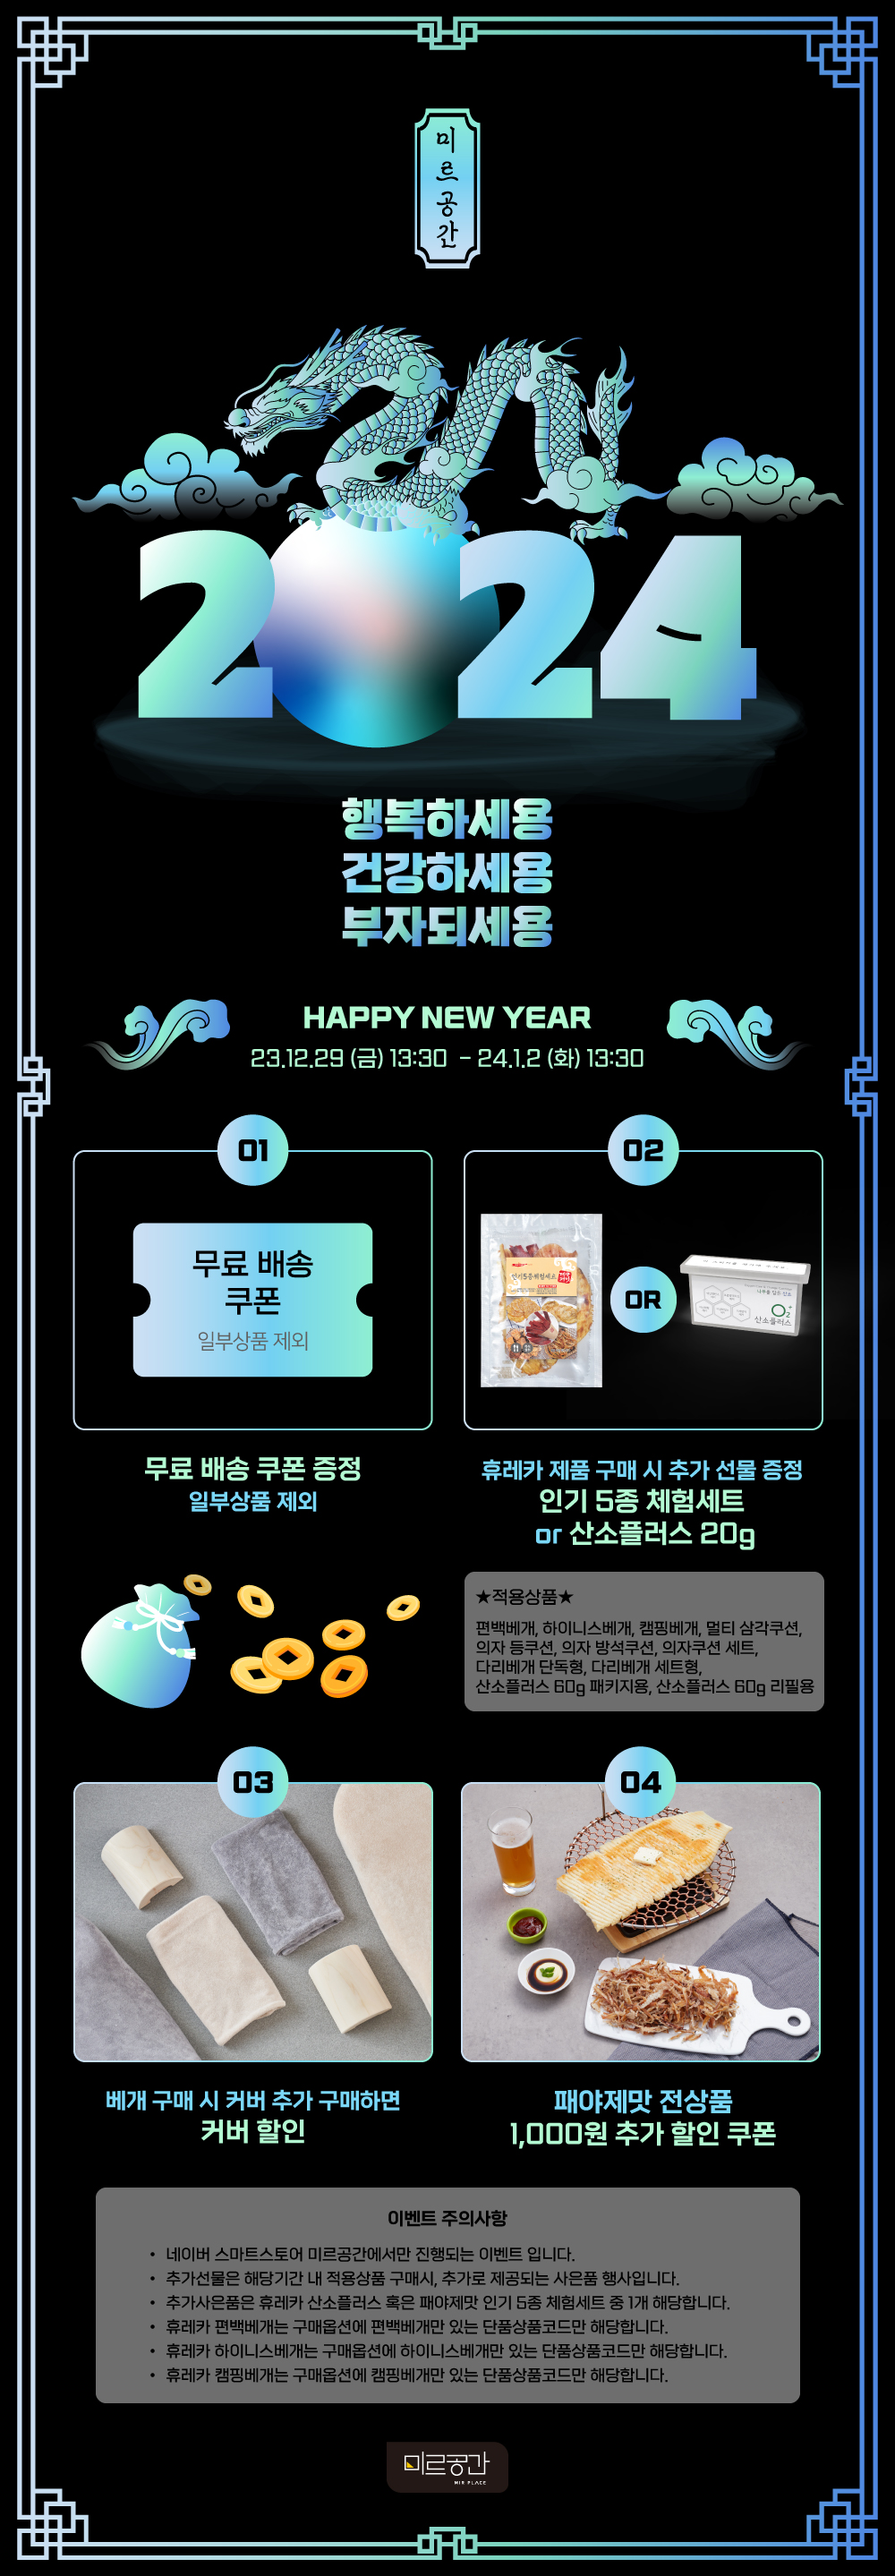 미르공간
2024
행복하세용
건강하세용
부자되세용
HAPPY NEW YEAR
23.12.29 (금) 13:30 - 24.1.2 (화) 13:30
01
무료 배송
쿠폰
일부상품 제외
무료 배송 쿠폰 증정
일부상품 제외
02
인기5종체험세트
OR
O2+
산소플러스
휴레카 제품 구매 시 추가 선물 증정
인기 5종 체험세트
or 산소플러스 20g
★적용상품★
편백베개, 하이니스베개, 캠핑베개, 멀티 삼각쿠션,
의자 등쿠션, 의자 방석쿠션, 의자쿠션 세트,
다리베개 단독형, 다리베개 세트형,
산소플러스 60g 패키지용, 산소플러스 60g 리필용
03
베개 구매 시 커버 추가 구매하면
커버 할인
04
패야제맛 전상품
1,000원 추가 할인 쿠폰
이벤트 주의사항
• 네이버 스마트스토어 미르공간에서만 진행되는 이벤트 입니다.
• 추가선물은 해당기간 내 적용상품 구매시, 추가로 제공되는 사은품 행사입니다.
• 추가사은품은 휴레카 산소플러스 혹은 패야제맛 인기 5종 체험세트 중 1개 해당합니다.
• 휴레카 편백베개는 구매옵션에 편백베개만 있는 단품상품코드만 해당합니다.
• 휴레카 하이니스베개는 구매옵션에 하이니스베개만 있는 단품상품코드만 해당합니다.
• 휴레카 캠핑베개는 구매옵션에 캠핑베개만 있는 단품상품코드만 해당합니다.
미르공간
MIR PLACE